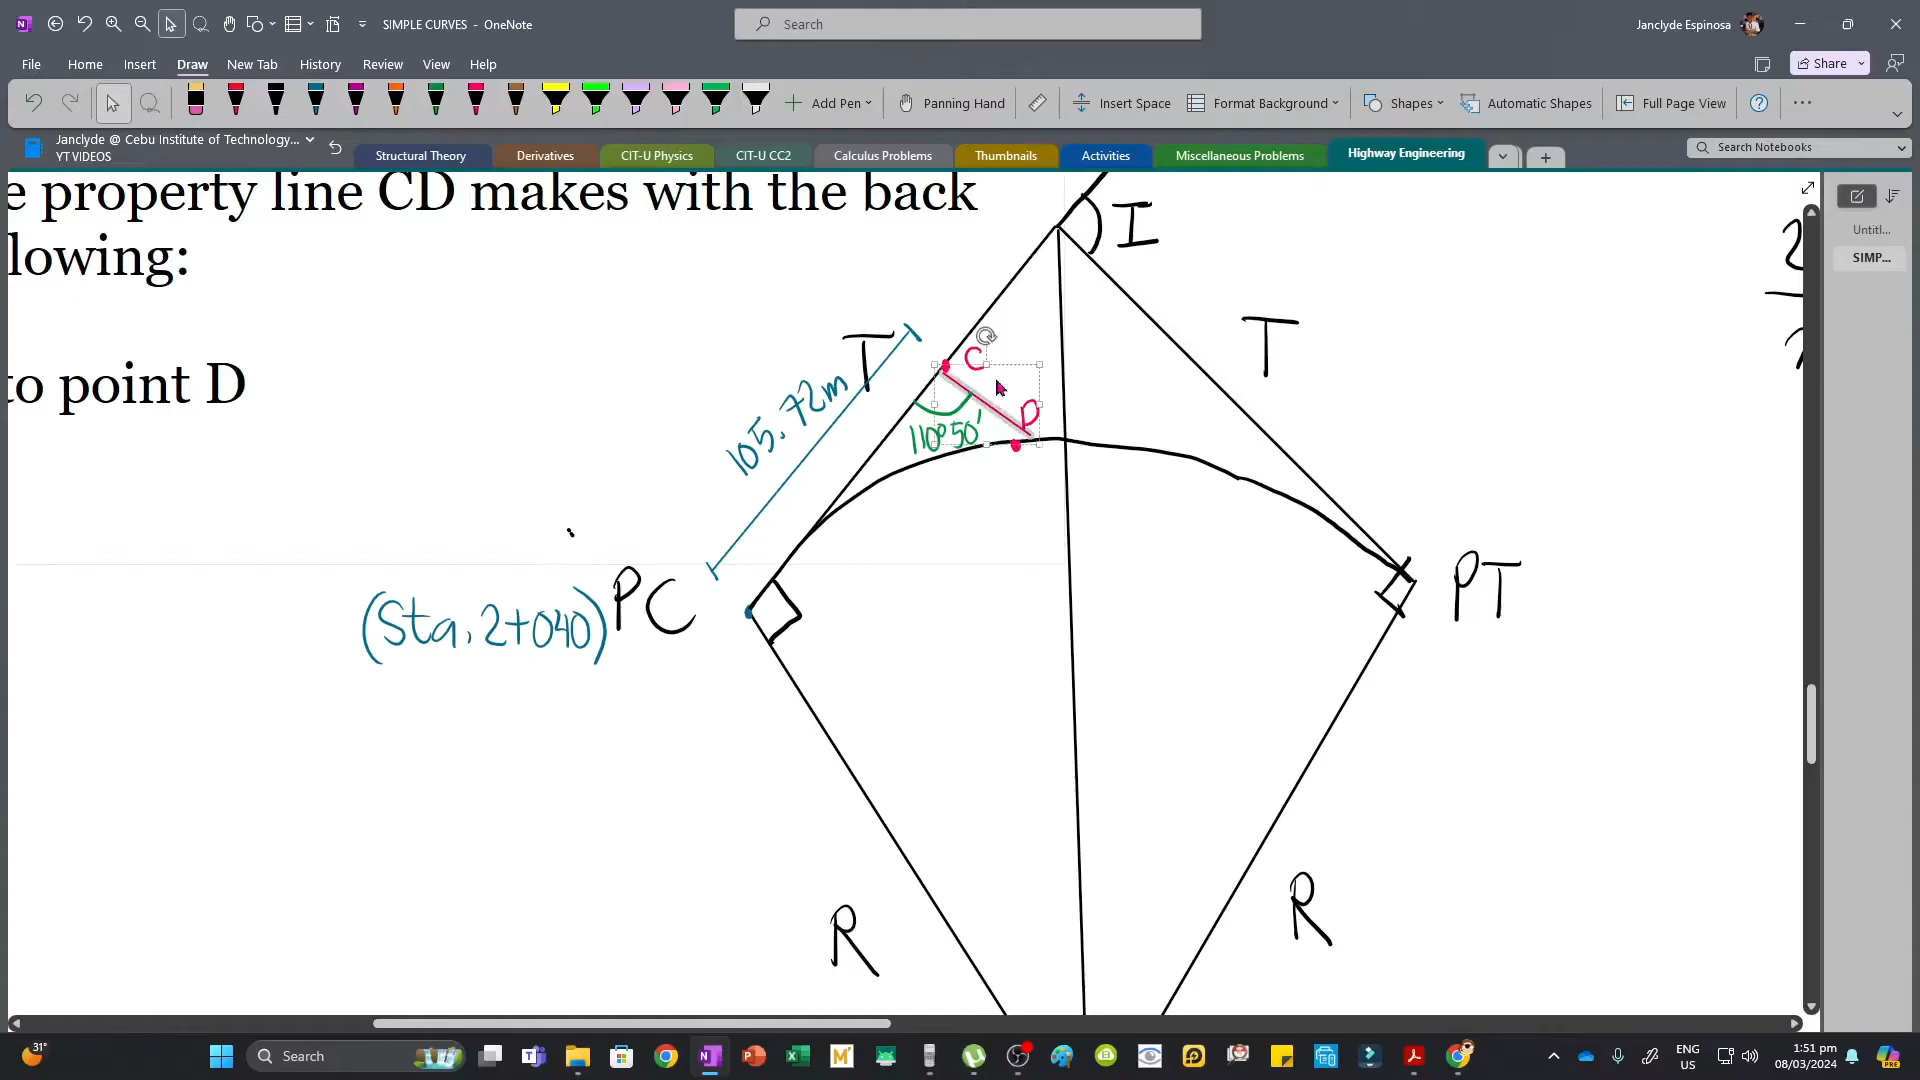 SIMPLE CURVES - OneNote
Search
Janclyde Espinosa
File Home Insert Draw New Tab History Review View Help
Share
Add Pen
Panning Hand
Insert Space
Format Background
Shapes
Automatic Shapes
Full Page View
Janclyde @ Cebu Institute of Technology...
YT VIDEOS
Structural Theory
Derivatives
CIT-U Physics
CIT-U CC2
Calculus Problems
Thumbnails
Activities
Miscellaneous Problems
Highway Engineering
Search Notebooks
e property line CD makes with the back
lowing:
to point D
Untitl...
SIMP...
I
T
T
C
D
105.72m
110°50'
(Sta. 2+040)
PC
PT
R
R
31°
Search
ENG
US
1:51 pm
08/03/2024